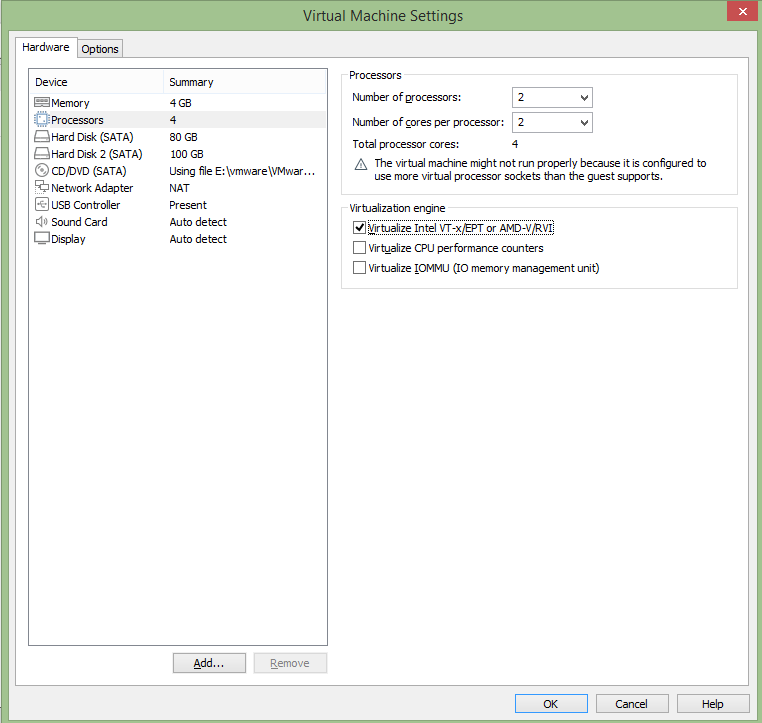 Virtual Machine Settings
Hardware Options
Device Summary
Memory 4 GB
Processors 4
Hard Disk (SATA) 80 GB
Hard Disk 2 (SATA) 100 GB
CD/DVD (SATA) Using file E:\vmware\VMwar...
Network Adapter NAT
USB Controller Present
Sound Card Auto detect
Display Auto detect
Add... Remove
Processors
Number of processors: 2
Number of cores per processor: 2
Total processor cores: 4
The virtual machine might not run properly because it is configured to
use more virtual processor sockets than the guest supports.
Virtualization engine
Virtualize Intel VT-x/EPT or AMD-V/RVI
Virtualize CPU performance counters
Virtualize IOMMU (IO memory management unit)
OK Cancel Help